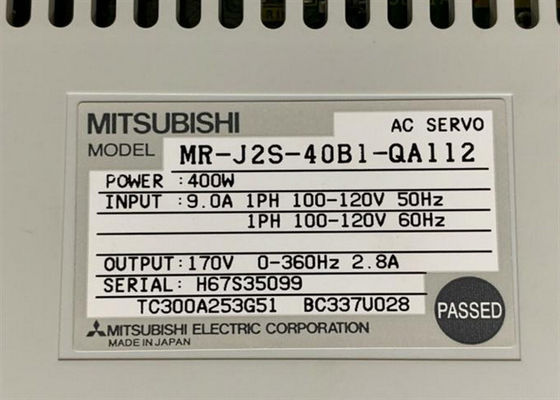 MITSUBISHI AC SERVO
MODEL MR-J2S-40B1-QA112
POWER :400W
INPUT :9.0A 1PH 100-120V 50Hz
1PH 100-120V 60Hz
OUTPUT:170V 0-360Hz 2.8A
SERIAL: H67S35099
TC300A253G51 BC337U028
PASSED
MITSUBISHI ELECTRIC CORPORATION
MADE IN JAPAN